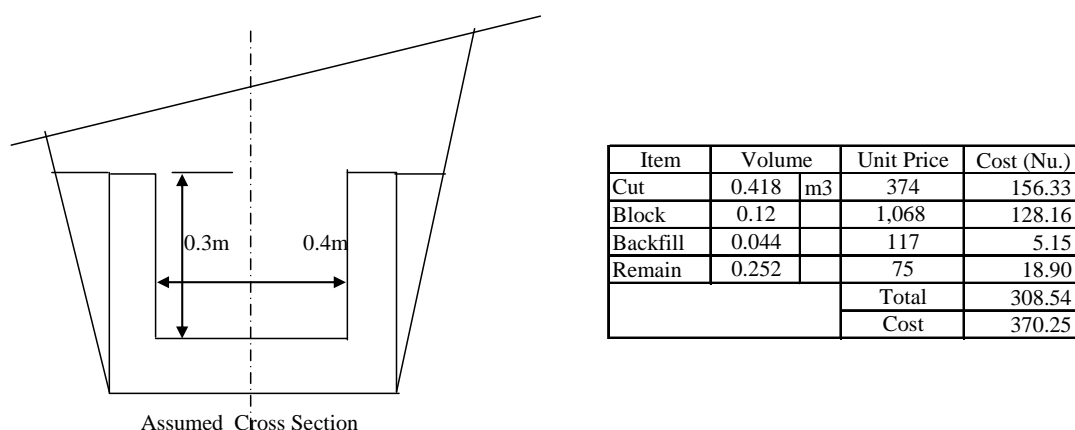 0.3m 0.4m
Assumed Cross Section
Item Volume Unit Price Cost (Nu.)
Cut 0.418 m3 374 156.33
Block 0.12 1,068 128.16
Backfill 0.044 117 5.15
Remain 0.252 75 18.90
Total 308.54
Cost 370.25